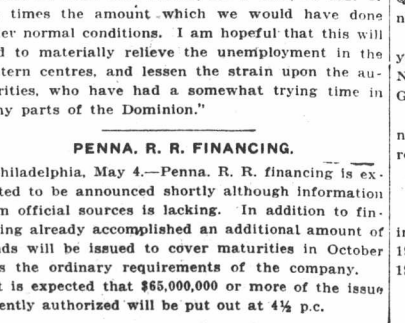 times the amount which we would have done
er normal conditions. I am hopeful that this will
d to materially relieve the unemployment in the
tern centres, and lessen the strain upon the au-
rities, who have had a somewhat trying time in
ny parts of the Dominion."
PENNA. R. R. FINANCING.
hiladelphia, May 4.—Penna. R. R. financing is ex-
ted to be announced shortly although information
m official sources is lacking. In addition to fin-
ing already accomplished an additional amount of
nds will be issued to cover maturities in October
s the ordinary requirements of the company.
t is expected that $65,000,000 or more of the issue
ently authorized will be put out at 4½ p.c.